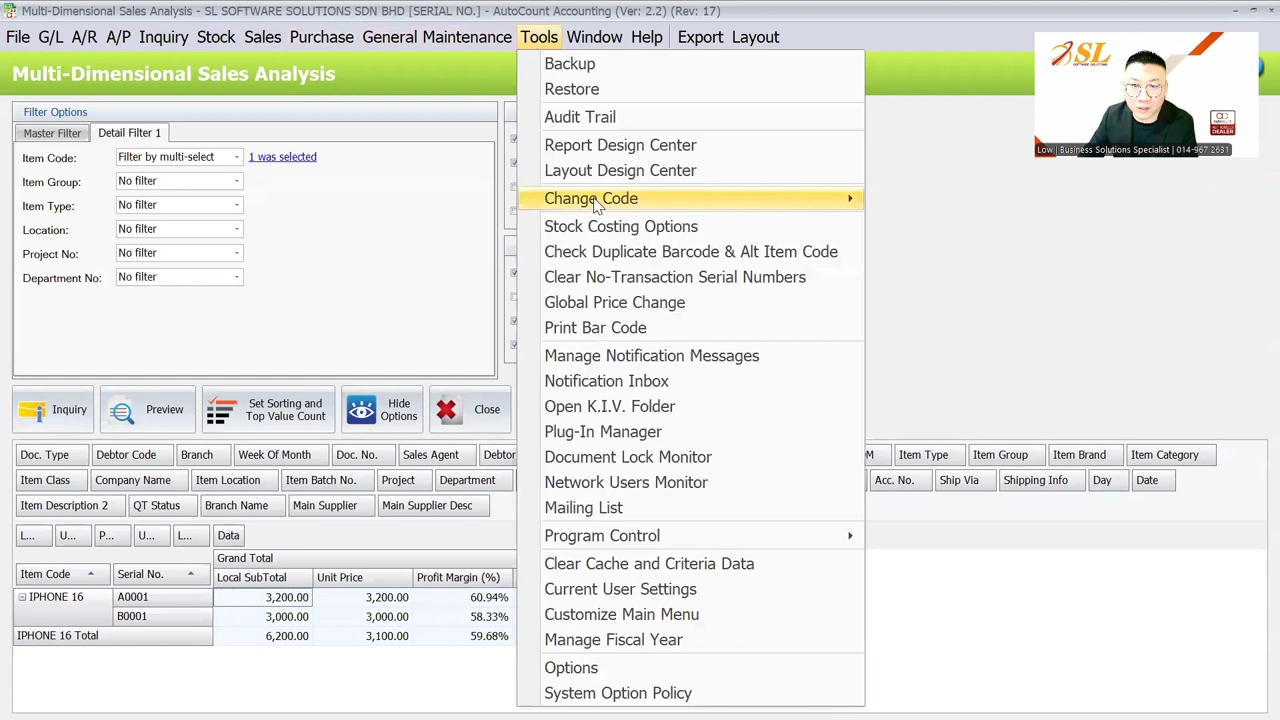 Multi-Dimensional Sales Analysis - SL SOFTWARE SOLUTIONS SDN BHD [SERIAL NO.] - AutoCount Accounting (Ver: 2.2) (Rev: 17)
File G/L A/R A/P Inquiry Stock Sales Purchase General Maintenance Tools Window Help Export Layout
Multi-Dimensional Sales Analysis
SL
SOFTWARE SOLUTIONS
DEALER
Low | Business Solutions Specialist | 014-967 2631
Filter Options
Master Filter Detail Filter 1
Item Code: Filter by multi-select 1 was selected
Item Group: No filter
Item Type: No filter
Location: No filter
Project No: No filter
Department No: No filter
Backup
Restore
Audit Trail
Report Design Center
Layout Design Center
Change Code
Stock Costing Options
Check Duplicate Barcode & Alt Item Code
Clear No-Transaction Serial Numbers
Global Price Change
Print Bar Code
Manage Notification Messages
Notification Inbox
Open K.I.V. Folder
Plug-In Manager
Document Lock Monitor
Network Users Monitor
Mailing List
Program Control
Clear Cache and Criteria Data
Current User Settings
Customize Main Menu
Manage Fiscal Year
Options
System Option Policy
Inquiry Preview Set Sorting and Top Value Count Hide Options Close
Doc. Type Debtor Code Branch Week Of Month Doc. No. Sales Agent Debtor OM Item Type Item Group Item Brand Item Category
Item Class Company Name Item Location Item Batch No. Project Department Acc. No. Ship Via Shipping Info Day Date
Item Description 2 QT Status Branch Name Main Supplier Main Supplier Desc
L... U... P... U... L... Data
Grand Total
Item Code Serial No. Local SubTotal Unit Price Profit Margin (%)
IPHONE 16 A0001 3,200.00 3,200.00 60.94%
B0001 3,000.00 3,000.00 58.33%
IPHONE 16 Total 6,200.00 3,100.00 59.68%